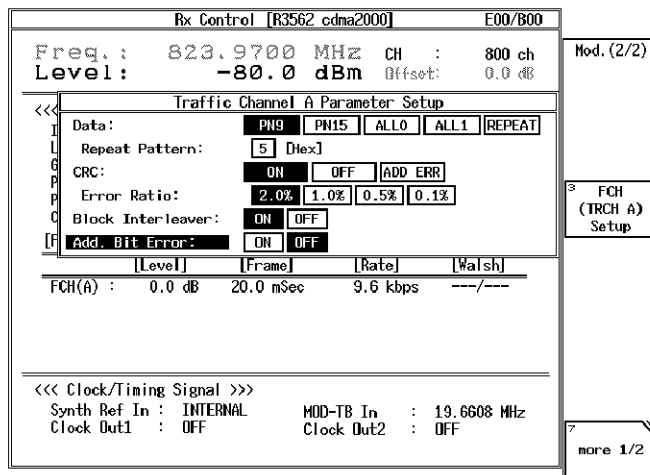 Rx Control [R3562 cdma2000] E00/B00
Freq.: 823.9700 MHz CH : 800 ch
Level: -80.0 dBm Offset: 0.0 dB
<<<
Traffic Channel A Parameter Setup
Data: PN9 PN15 ALL0 ALL1 REPEAT
Repeat Pattern: 5 [Hex]
CRC: ON OFF ADD ERR
Error Ratio: 2.0% 1.0% 0.5% 0.1%
Block Interleaver: ON OFF
Add. Bit Error: ON OFF
[Level] [Frame] [Rate] [Walsh]
FCH(A) : 0.0 dB 20.0 mSec 9.6 kbps ---/---
<<< Clock/Timing Signal >>>
Synth Ref In : INTERNAL MOD-TB In : 19.6608 MHz
Clock Out1 : OFF Clock Out2 : OFF
Mod.(2/2)
3 FCH
(TRCH A)
Setup
7
more 1/2